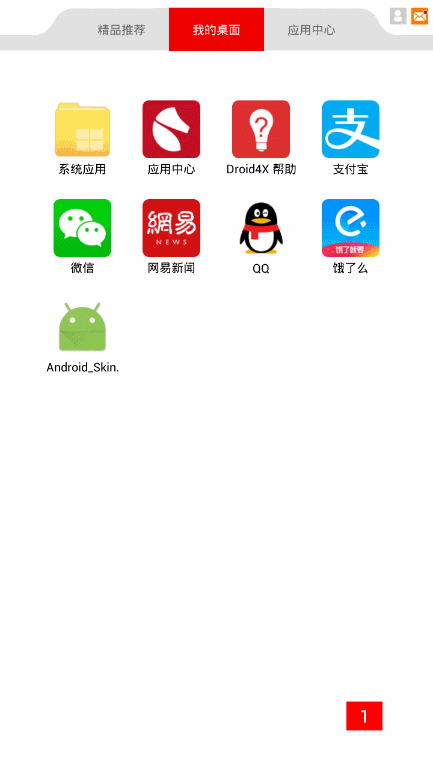 精品推荐 我的桌面 应用中心
系统应用 应用中心 Droid4X 帮助 支付宝
網易
NEWS
饿了就要
微信 网易新闻 QQ 饿了么
Android_Skin.
1